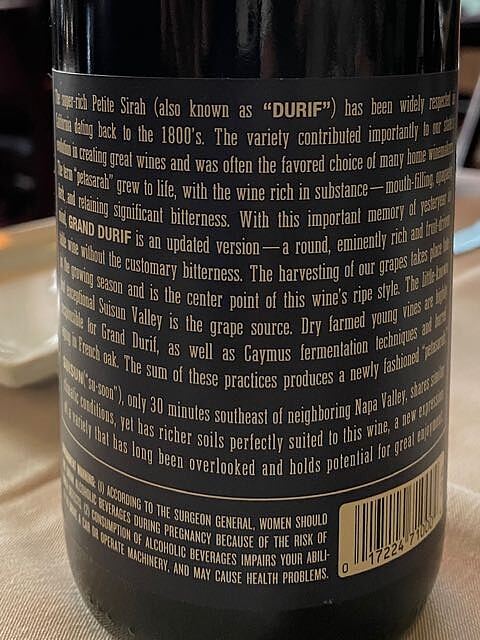 The super-rich Petite Sirah (also known as "DURIF") has been widely respected in
California dating back to the 1800's. The variety contributed importantly to our state's
evolution in creating great wines and was often the favored choice of many home winemakers.
The term "petasarah" grew to life, with the wine rich in substance—mouth-filling, opaquely
dark, and retaining significant bitterness. With this important memory of yesteryear in
mind, GRAND DURIF is an updated version—a round, eminently rich and fruit-driven
wine without the customary bitterness. The harvesting of our grapes takes place late
in the growing season and is the center point of this wine's ripe style. The little-known
but exceptional Suisun Valley is the grape source. Dry farmed young vines are highly
responsible for Grand Durif, as well as Caymus fermentation techniques and barrel
aging in French oak. The sum of these practices produces a newly fashioned "petasarah."
SUISUN ("su-soon"), only 30 minutes southeast of neighboring Napa Valley, shares similar
climatic conditions, yet has richer soils perfectly suited to this wine, a new expression
of a variety that has long been overlooked and holds potential for great enjoyment.
WARNING: (1) ACCORDING TO THE SURGEON GENERAL, WOMEN SHOULD
ALCOHOLIC BEVERAGES DURING PREGNANCY BECAUSE OF THE RISK OF
(2) CONSUMPTION OF ALCOHOLIC BEVERAGES IMPAIRS YOUR ABILI-
A CAR OR OPERATE MACHINERY, AND MAY CAUSE HEALTH PROBLEMS.
0 17224 71000